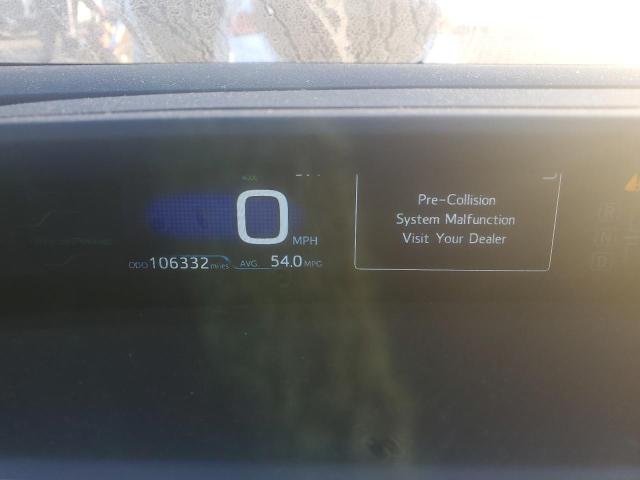 0 MPH
ODO 106332 miles AVG. 54.0 MPG
Pre-Collision
System Malfunction
Visit Your Dealer
R
N
D